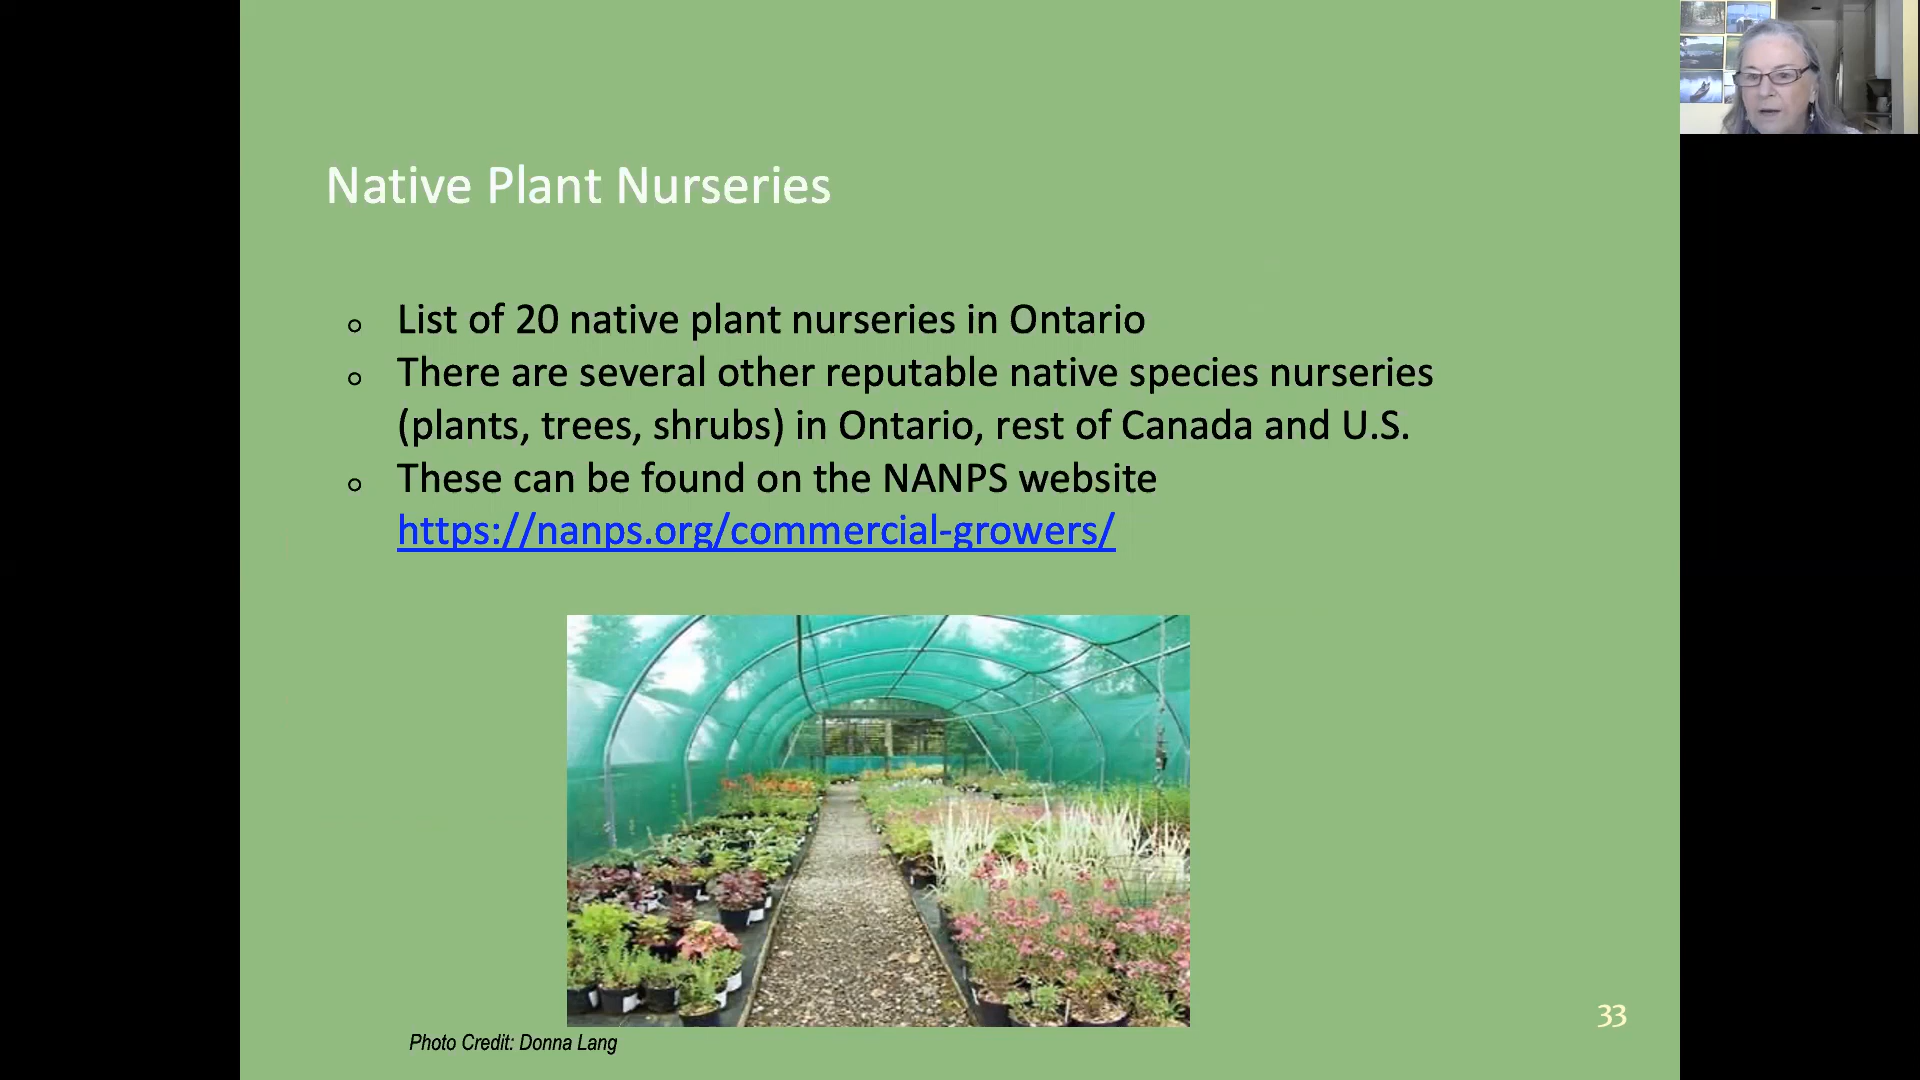 Native Plant Nurseries
◦ List of 20 native plant nurseries in Ontario
◦ There are several other reputable native species nurseries
(plants, trees, shrubs) in Ontario, rest of Canada and U.S.
◦ These can be found on the NANPS website
https://nanps.org/commercial-growers/
Photo Credit: Donna Lang
33